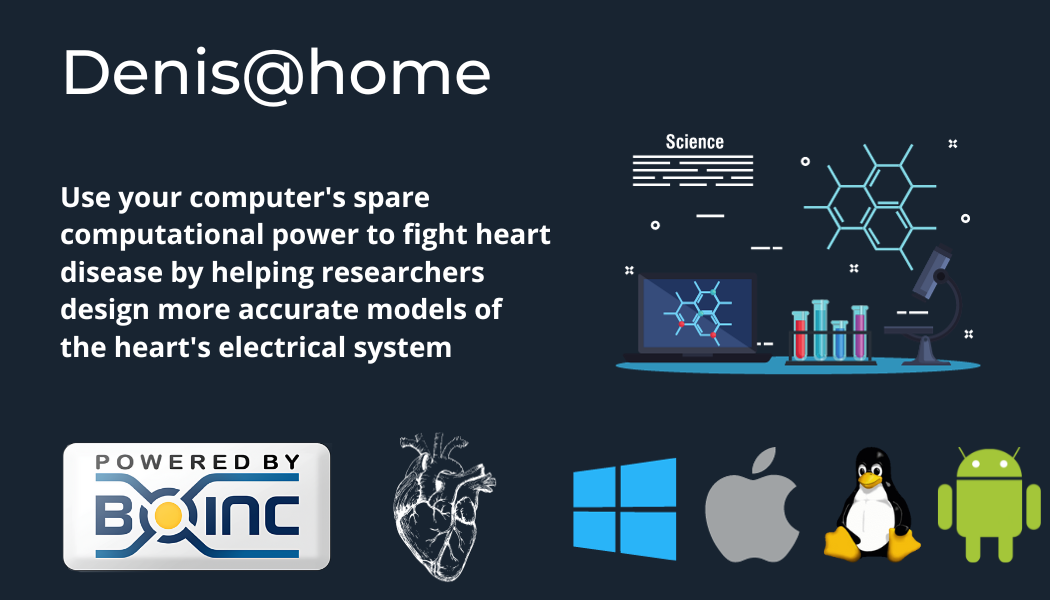 Denis@home
Science
Use your computer's spare
computational power to fight heart
disease by helping researchers
design more accurate models of
the heart's electrical system
POWERED BY
BOINC